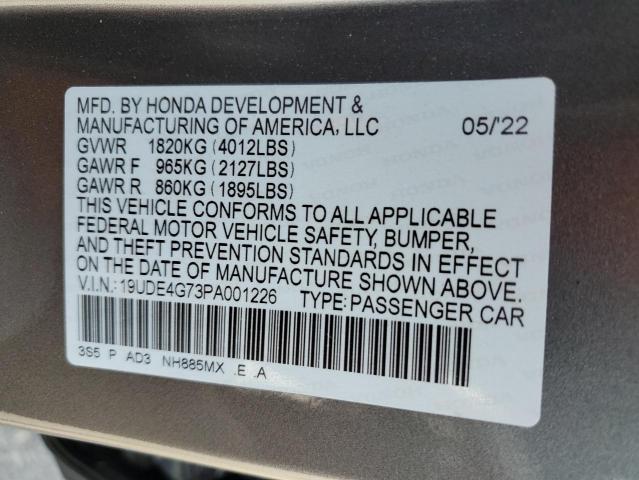 MFD. BY HONDA DEVELOPMENT &
MANUFACTURING OF AMERICA, LLC 05/'22
GVWR 1820KG (4012LBS)
GAWR F 965KG (2127LBS)
GAWR R 860KG (1895LBS)
THIS VEHICLE CONFORMS TO ALL APPLICABLE
FEDERAL MOTOR VEHICLE SAFETY, BUMPER,
AND THEFT PREVENTION STANDARDS IN EFFECT
ON THE DATE OF MANUFACTURE SHOWN ABOVE.
V.I.N.: 19UDE4G73PA001226 TYPE: PASSENGER CAR
3S5 P AD3 NH885MX .E .A